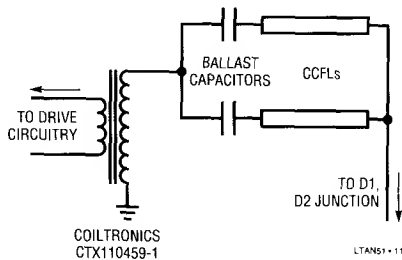 BALLAST
CAPACITORS
CCFLs
TO DRIVE
CIRCUITRY
TO D1,
D2 JUNCTION
COILTRONICS
CTX110459-1
LTAN51 • 11